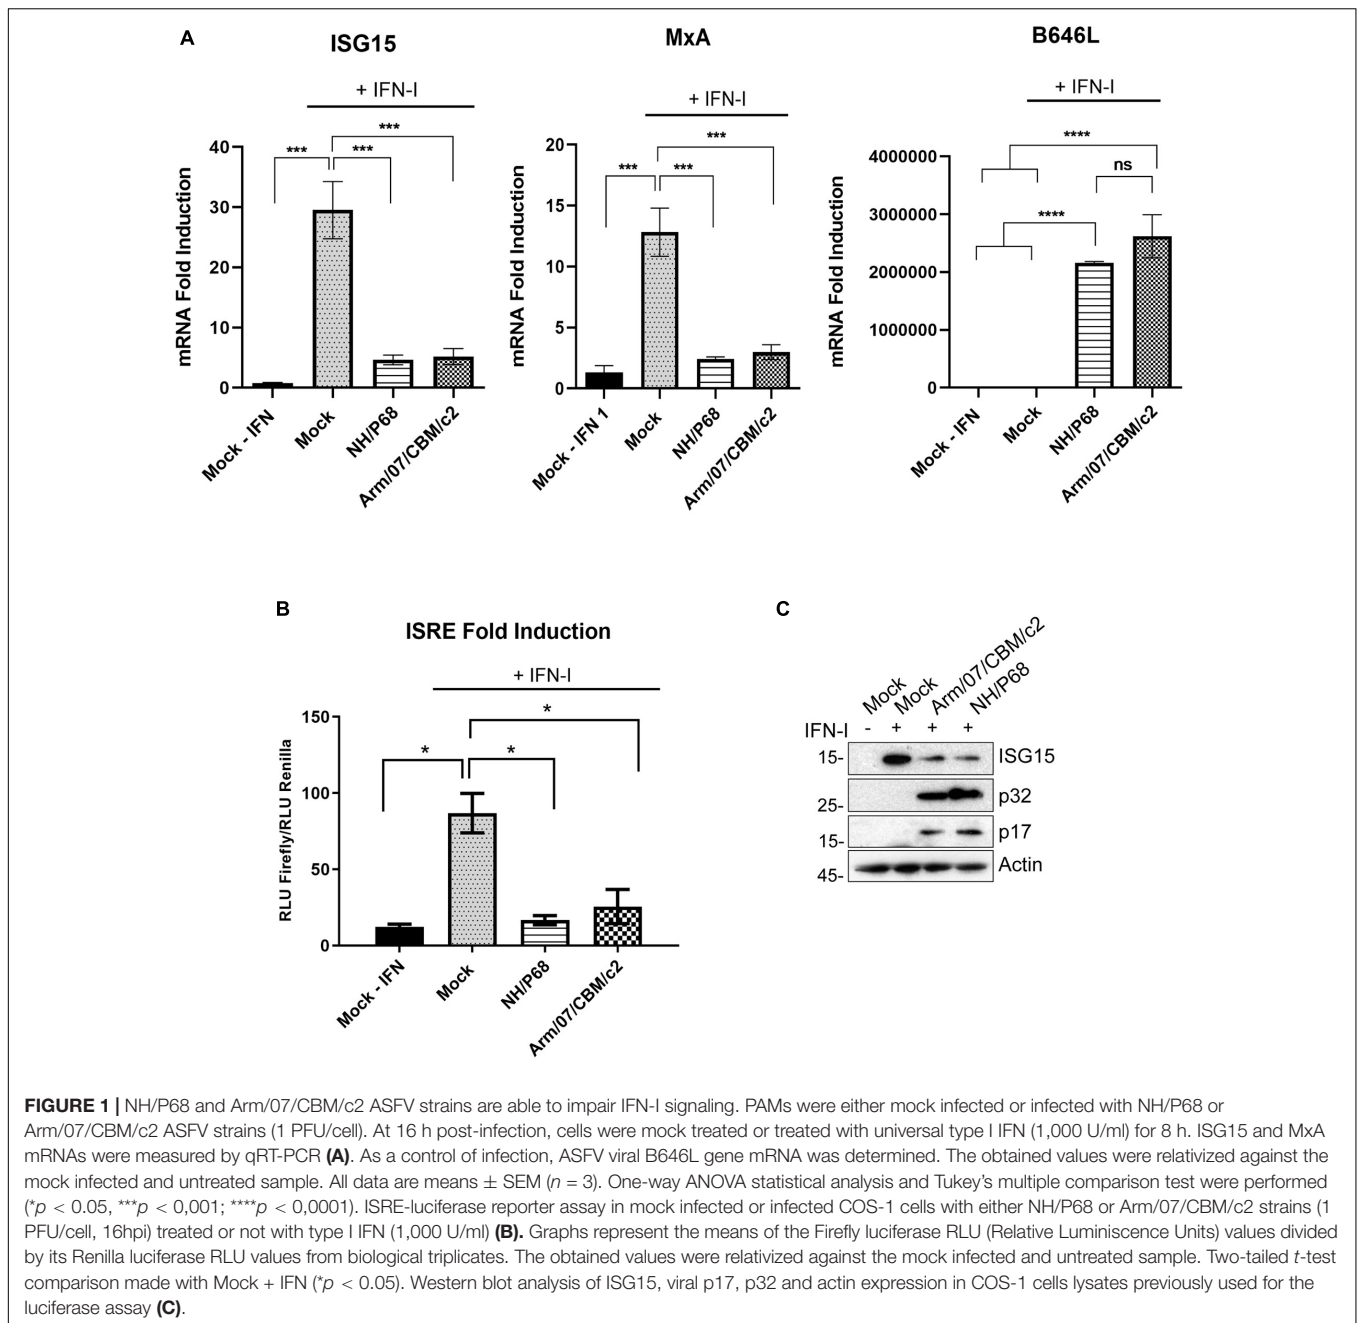 A
ISG15
+ IFN-I
***
***
***
mRNA Fold Induction
40
30
20
10
0
Mock - IFN
Mock
NH/P68
Arm/07/CBM/c2
MxA
+ IFN-I
***
***
***
mRNA Fold Induction
20
15
10
5
0
Mock - IFN 1
Mock
NH/P68
Arm/07/CBM/c2
B646L
+ IFN-I
****
ns
****
mRNA Fold Induction
4000000
3000000
2000000
1000000
0
Mock - IFN
Mock
NH/P68
Arm/07/CBM/c2
B
ISRE Fold Induction
+ IFN-I
*
*
*
RLU Firefly/RLU Renilla
150
100
50
0
Mock - IFN
Mock
NH/P68
Arm/07/CBM/c2
C
Mock
Mock
Arm/07/CBM/c2
NH/P68
IFN-I - + + +
15- ISG15
25- p32
15- p17
45- Actin
FIGURE 1 | NH/P68 and Arm/07/CBM/c2 ASFV strains are able to impair IFN-I signaling. PAMs were either mock infected or infected with NH/P68 or
Arm/07/CBM/c2 ASFV strains (1 PFU/cell). At 16 h post-infection, cells were mock treated or treated with universal type I IFN (1,000 U/ml) for 8 h. ISG15 and MxA
mRNAs were measured by qRT-PCR (A). As a control of infection, ASFV viral B646L gene mRNA was determined. The obtained values were relativized against the
mock infected and untreated sample. All data are means ± SEM (n = 3). One-way ANOVA statistical analysis and Tukey's multiple comparison test were performed
(*p < 0.05, ***p < 0,001; ****p < 0,0001). ISRE-luciferase reporter assay in mock infected or infected COS-1 cells with either NH/P68 or Arm/07/CBM/c2 strains (1
PFU/cell, 16hpi) treated or not with type I IFN (1,000 U/ml) (B). Graphs represent the means of the Firefly luciferase RLU (Relative Luminiscence Units) values divided
by its Renilla luciferase RLU values from biological triplicates. The obtained values were relativized against the mock infected and untreated sample. Two-tailed t-test
comparison made with Mock + IFN (*p < 0.05). Western blot analysis of ISG15, viral p17, p32 and actin expression in COS-1 cells lysates previously used for the
luciferase assay (C).